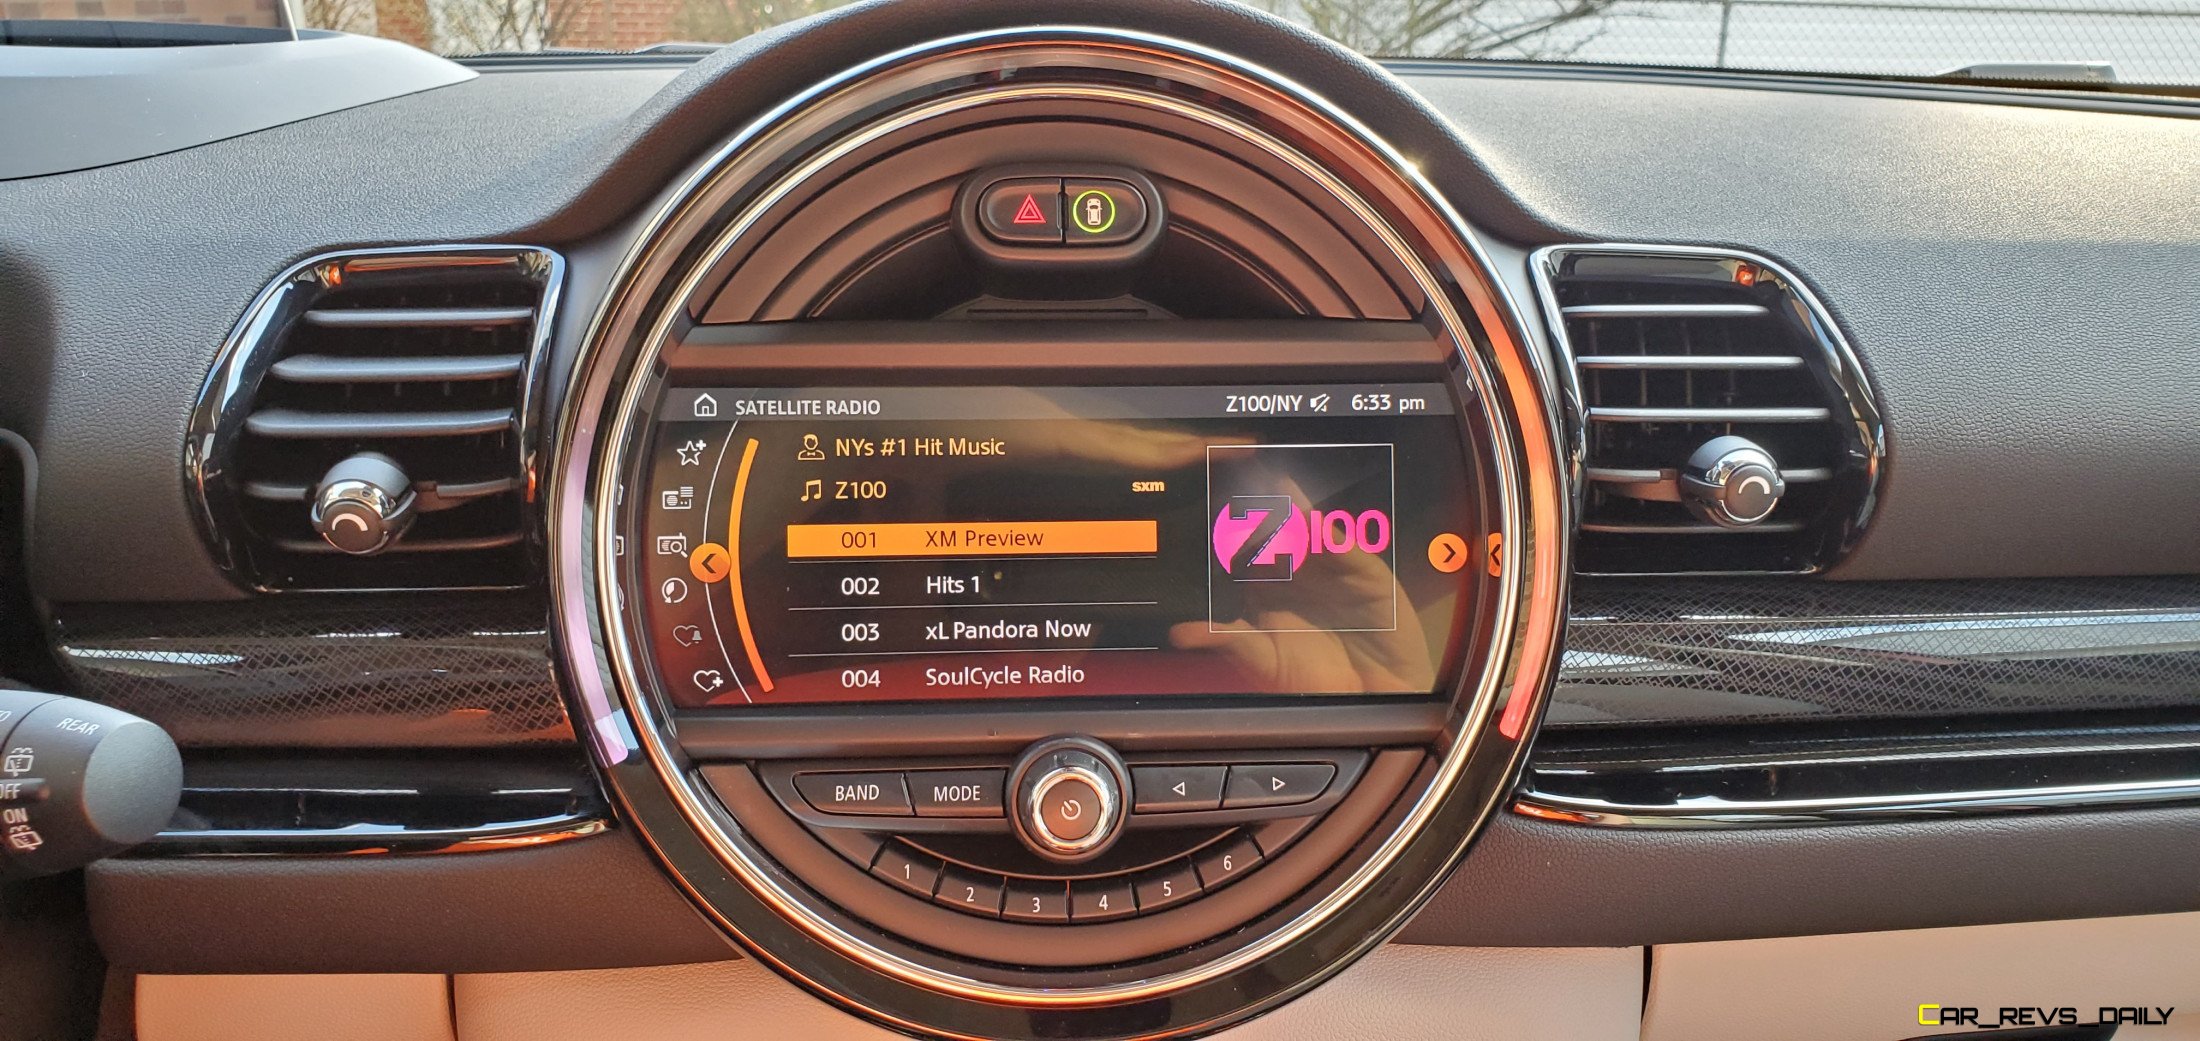 SATELLITE RADIO
Z100/NY 6:33 pm
NYs #1 Hit Music
Z100
sxm
001 XM Preview
002 Hits 1
003 xL Pandora Now
004 SoulCycle Radio
Z100
BAND MODE
1 2 3 4 5 6
REAR
OFF
ON
CAR_REVS_DAILY